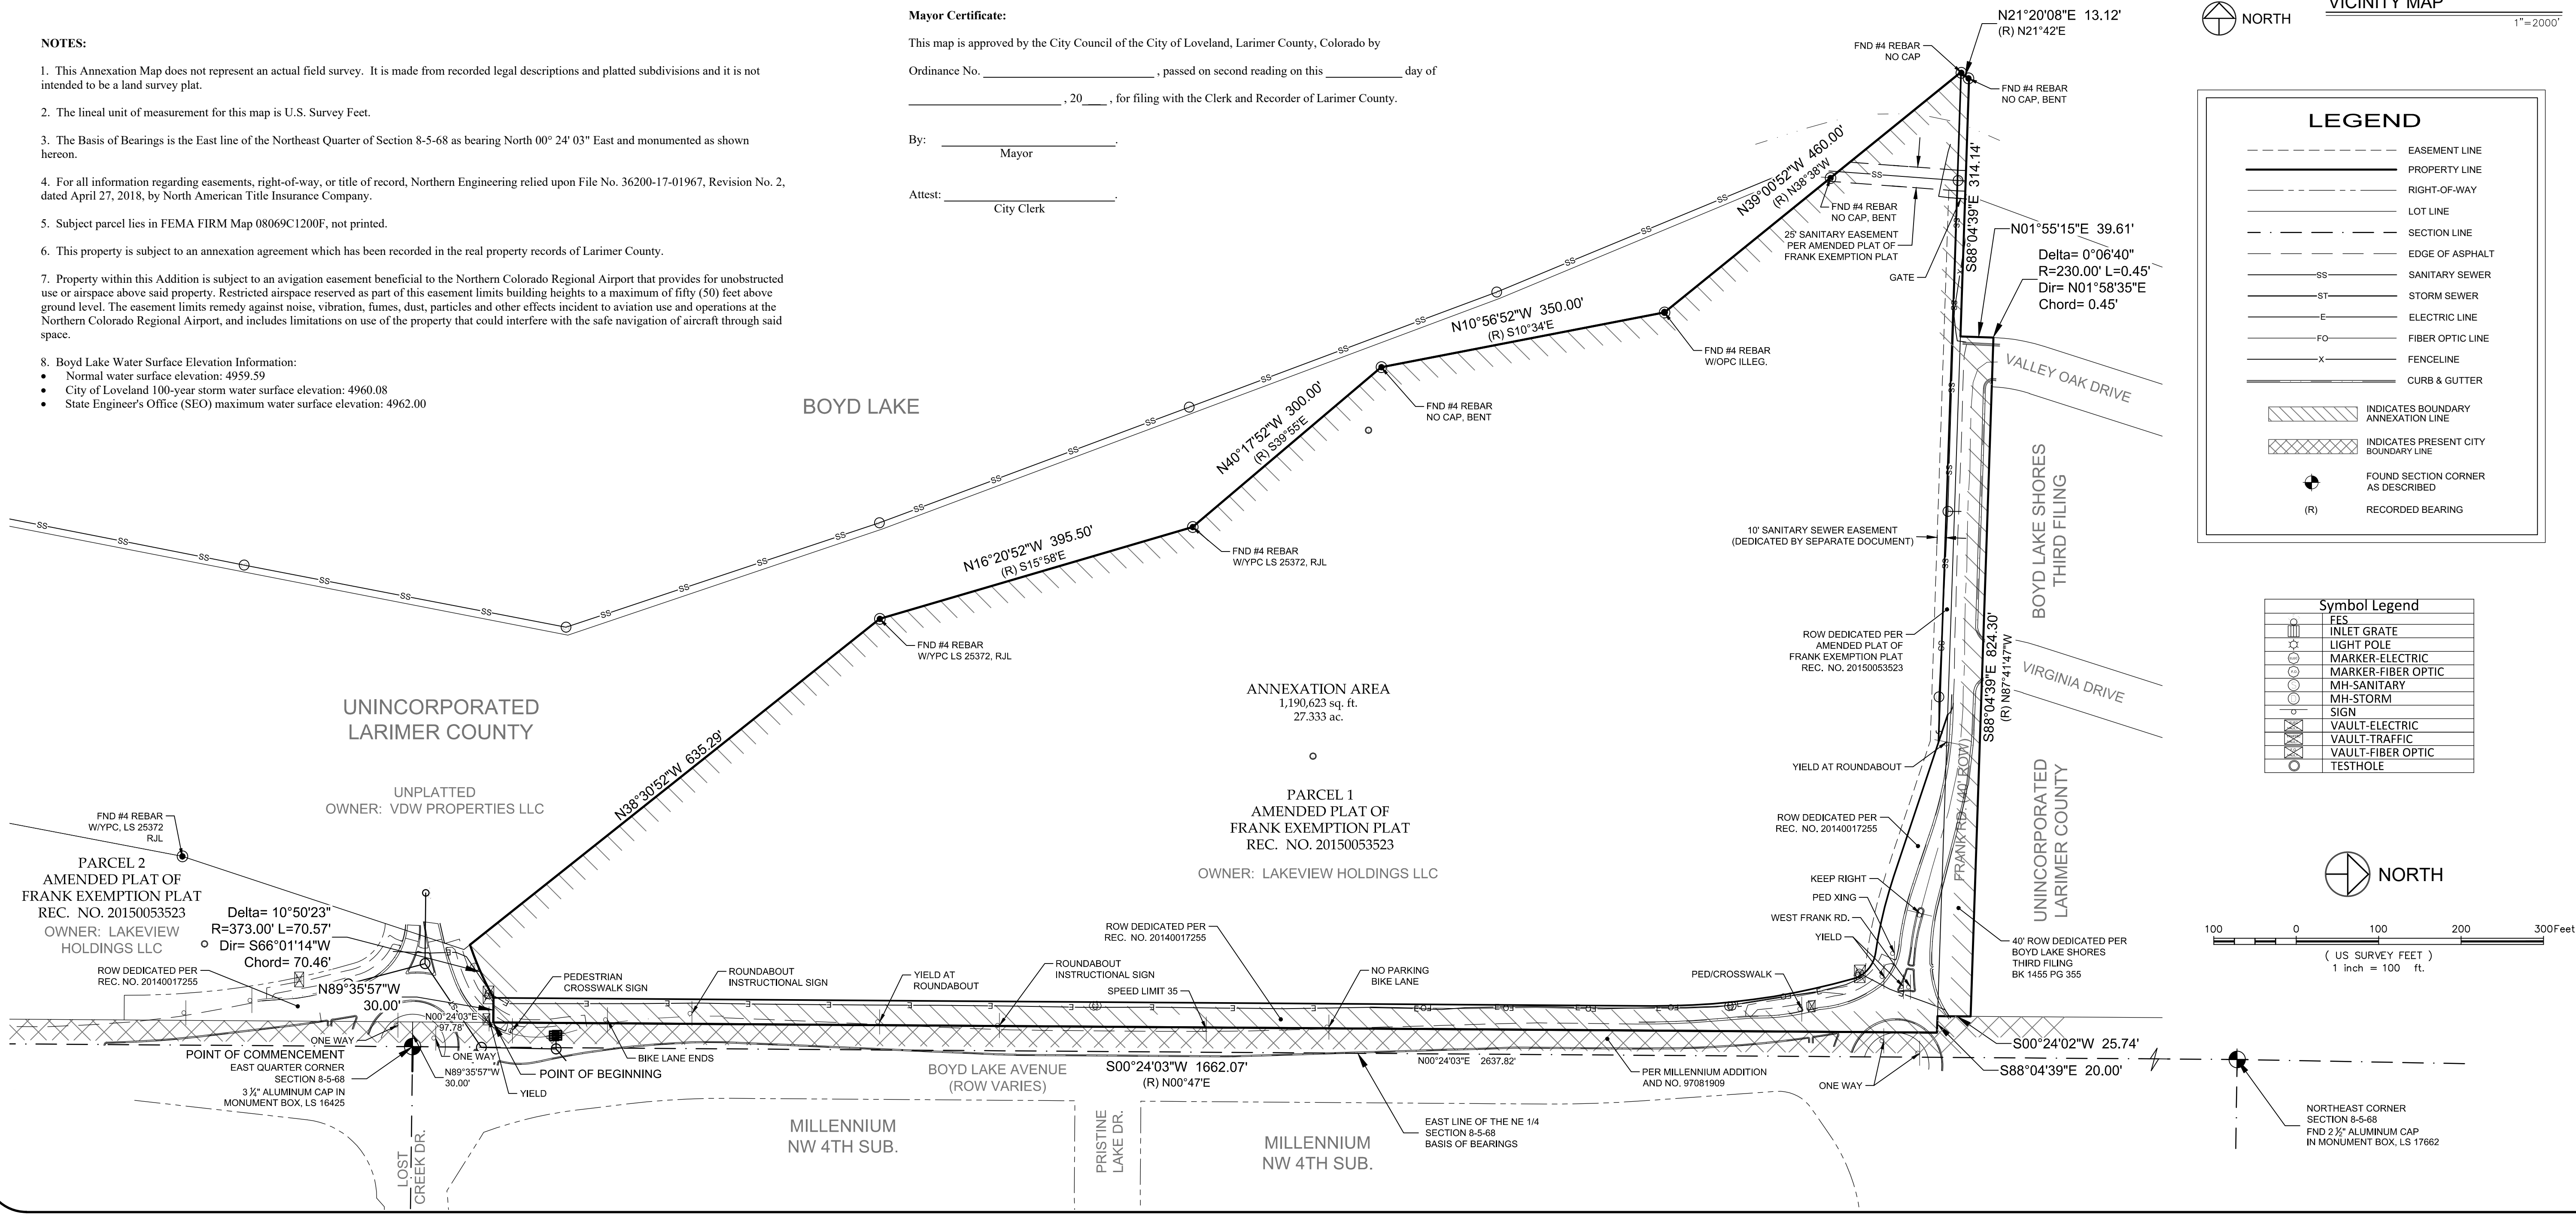 NOTES:
1. This Annexation Map does not represent an actual field survey. It is made from recorded legal descriptions and platted subdivisions and it is not
intended to be a land survey plat.
2. The lineal unit of measurement for this map is U.S. Survey Feet.
3. The Basis of Bearings is the East line of the Northeast Quarter of Section 8-5-68 as bearing North 00° 24' 03" East and monumented as shown
hereon.
4. For all information regarding easements, right-of-way, or title of record, Northern Engineering relied upon File No. 36200-17-01967, Revision No. 2,
dated April 27, 2018, by North American Title Insurance Company.
5. Subject parcel lies in FEMA FIRM Map 08069C1200F, not printed.
6. This property is subject to an annexation agreement which has been recorded in the real property records of Larimer County.
7. Property within this Addition is subject to an avigation easement beneficial to the Northern Colorado Regional Airport that provides for unobstructed
use or airspace above said property. Restricted airspace reserved as part of this easement limits building heights to a maximum of fifty (50) feet above
ground level. The easement limits remedy against noise, vibration, fumes, dust, particles and other effects incident to aviation use and operations at the
Northern Colorado Regional Airport, and includes limitations on use of the property that could interfere with the safe navigation of aircraft through said
space.
8. Boyd Lake Water Surface Elevation Information:
• Normal water surface elevation: 4959.59
• City of Loveland 100-year storm water surface elevation: 4960.08
• State Engineer's Office (SEO) maximum water surface elevation: 4962.00
Mayor Certificate:
This map is approved by the City Council of the City of Loveland, Larimer County, Colorado by
Ordinance No. ____________ , passed on second reading on this ________ day of
____________ , 20____ , for filing with the Clerk and Recorder of Larimer County.
By: ____________.
Mayor
Attest: ____________.
City Clerk
NORTH
VICINITY MAP
1"=2000'
N21°20'08"E 13.12'
(R) N21°42'E
FND #4 REBAR
NO CAP
FND #4 REBAR
NO CAP, BENT
N39°00'52"W 460.00'
(R) N38°38'W
S88°04'39"E 314.14'
FND #4 REBAR
NO CAP, BENT
25' SANITARY EASEMENT
PER AMENDED PLAT OF
FRANK EXEMPTION PLAT
GATE
N01°55'15"E 39.61'
Delta= 0°06'40"
R=230.00' L=0.45'
Dir= N01°58'35"E
Chord= 0.45'
VALLEY OAK DRIVE
N10°56'52"W 350.00'
(R) S10°34'E
FND #4 REBAR
W/OPC ILLEG.
FND #4 REBAR
NO CAP, BENT
BOYD LAKE
N40°17'52"W 300.00'
(R) S39°55'E
N16°20'52"W 395.50'
(R) S15°58'E
FND #4 REBAR
W/YPC LS 25372, RJL
FND #4 REBAR
W/YPC LS 25372, RJL
10' SANITARY SEWER EASEMENT
(DEDICATED BY SEPARATE DOCUMENT)
BOYD LAKE SHORES
THIRD FILING
ROW DEDICATED PER
AMENDED PLAT OF
FRANK EXEMPTION PLAT
REC. NO. 20150053523
S88°04'39"E 824.30'
(R) N87°41'47"W
VIRGINIA DRIVE
UNINCORPORATED
LARIMER COUNTY
UNPLATTED
OWNER: VDW PROPERTIES LLC
N38°30'52"W 635.29'
ANNEXATION AREA
1,190,623 sq. ft.
27.333 ac.
PARCEL 1
AMENDED PLAT OF
FRANK EXEMPTION PLAT
REC. NO. 20150053523
OWNER: LAKEVIEW HOLDINGS LLC
YIELD AT ROUNDABOUT
ROW DEDICATED PER
REC. NO. 20140017255
FRANK RD. (40' ROW)
UNINCORPORATED
LARIMER COUNTY
KEEP RIGHT
PED XING
WEST FRANK RD.
YIELD
40' ROW DEDICATED PER
BOYD LAKE SHORES
THIRD FILING
BK 1455 PG 355
FND #4 REBAR
W/YPC, LS 25372
RJL
PARCEL 2
AMENDED PLAT OF
FRANK EXEMPTION PLAT
REC. NO. 20150053523
OWNER: LAKEVIEW
HOLDINGS LLC
Delta= 10°50'23"
R=373.00' L=70.57'
Dir= S66°01'14"W
Chord= 70.46'
ROW DEDICATED PER
REC. NO. 20140017255
N89°35'57"W
30.00'
N00°24'03"E
97.78'
ONE WAY
ONE WAY
POINT OF COMMENCEMENT
EAST QUARTER CORNER
SECTION 8-5-68
3 ¼" ALUMINUM CAP IN
MONUMENT BOX, LS 16425
N89°35'57"W
30.00'
PEDESTRIAN
CROSSWALK SIGN
ROUNDABOUT
INSTRUCTIONAL SIGN
YIELD AT
ROUNDABOUT
ROUNDABOUT
INSTRUCTIONAL SIGN
SPEED LIMIT 35
ROW DEDICATED PER
REC. NO. 20140017255
NO PARKING
BIKE LANE
PED/CROSSWALK
BIKE LANE ENDS
POINT OF BEGINNING
YIELD
BOYD LAKE AVENUE
(ROW VARIES)
S00°24'03"W 1662.07'
(R) N00°47'E
N00°24'03"E 2637.82'
PER MILLENNIUM ADDITION
AND NO. 97081909
ONE WAY
S00°24'02"W 25.74'
S88°04'39"E 20.00'
EAST LINE OF THE NE 1/4
SECTION 8-5-68
BASIS OF BEARINGS
NORTHEAST CORNER
SECTION 8-5-68
FND 2 ½" ALUMINUM CAP
IN MONUMENT BOX, LS 17662
LOST
CREEK DR.
MILLENNIUM
NW 4TH SUB.
PRISTINE
LAKE DR.
MILLENNIUM
NW 4TH SUB.
LEGEND
EASEMENT LINE
PROPERTY LINE
RIGHT-OF-WAY
LOT LINE
SECTION LINE
EDGE OF ASPHALT
SS SANITARY SEWER
ST STORM SEWER
E ELECTRIC LINE
FO FIBER OPTIC LINE
X FENCELINE
CURB & GUTTER
INDICATES BOUNDARY
ANNEXATION LINE
INDICATES PRESENT CITY
BOUNDARY LINE
FOUND SECTION CORNER
AS DESCRIBED
(R) RECORDED BEARING
Symbol Legend
FES
INLET GRATE
LIGHT POLE
MARKER-ELECTRIC
MARKER-FIBER OPTIC
MH-SANITARY
MH-STORM
SIGN
VAULT-ELECTRIC
VAULT-TRAFFIC
VAULT-FIBER OPTIC
TESTHOLE
NORTH
100 0 100 200 300 Feet
( US SURVEY FEET )
1 inch = 100 ft.